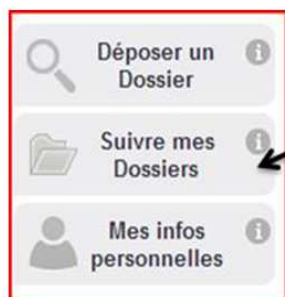 Déposer un
Dossier
Suivre mes
Dossiers
Mes infos
personnelles